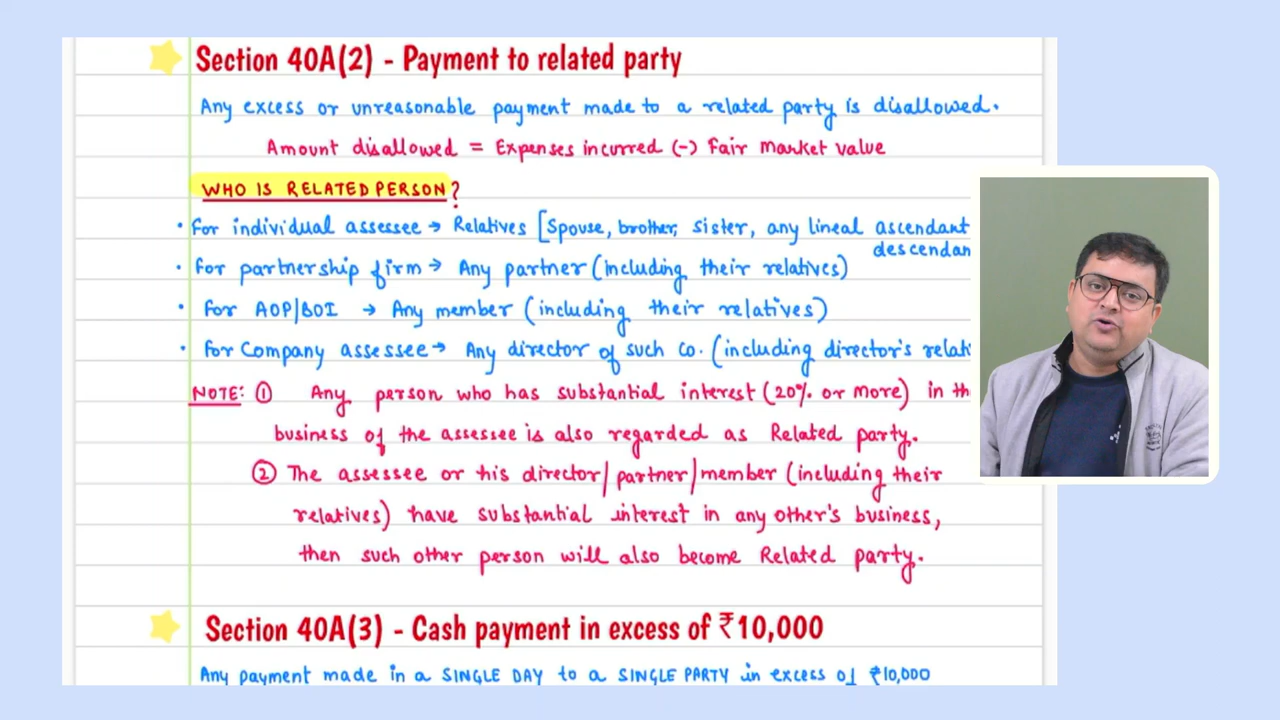 Section 40A(2) - Payment to related party
Any excess or unreasonable payment made to a related party is disallowed.
Amount disallowed = Expenses incurred (-) Fair market value
WHO IS RELATED PERSON?
• For individual assessee → Relatives [Spouse, brother, sister, any lineal ascendant
descendan
• For partnership firm → Any partner (including their relatives)
• For AOP/BOI → Any member (including their relatives)
• For Company assessee → Any director of such Co. (including director's relati
NOTE: ① Any person who has substantial interest (20% or more) in th
business of the assessee is also regarded as Related party.
② The assessee or his director/partner/member (including their
relatives) have substantial interest in any other's business,
then such other person will also become Related party.
Section 40A(3) - Cash payment in excess of ₹10,000
Any payment made in a SINGLE DAY to a SINGLE PARTY in excess of ₹10,000